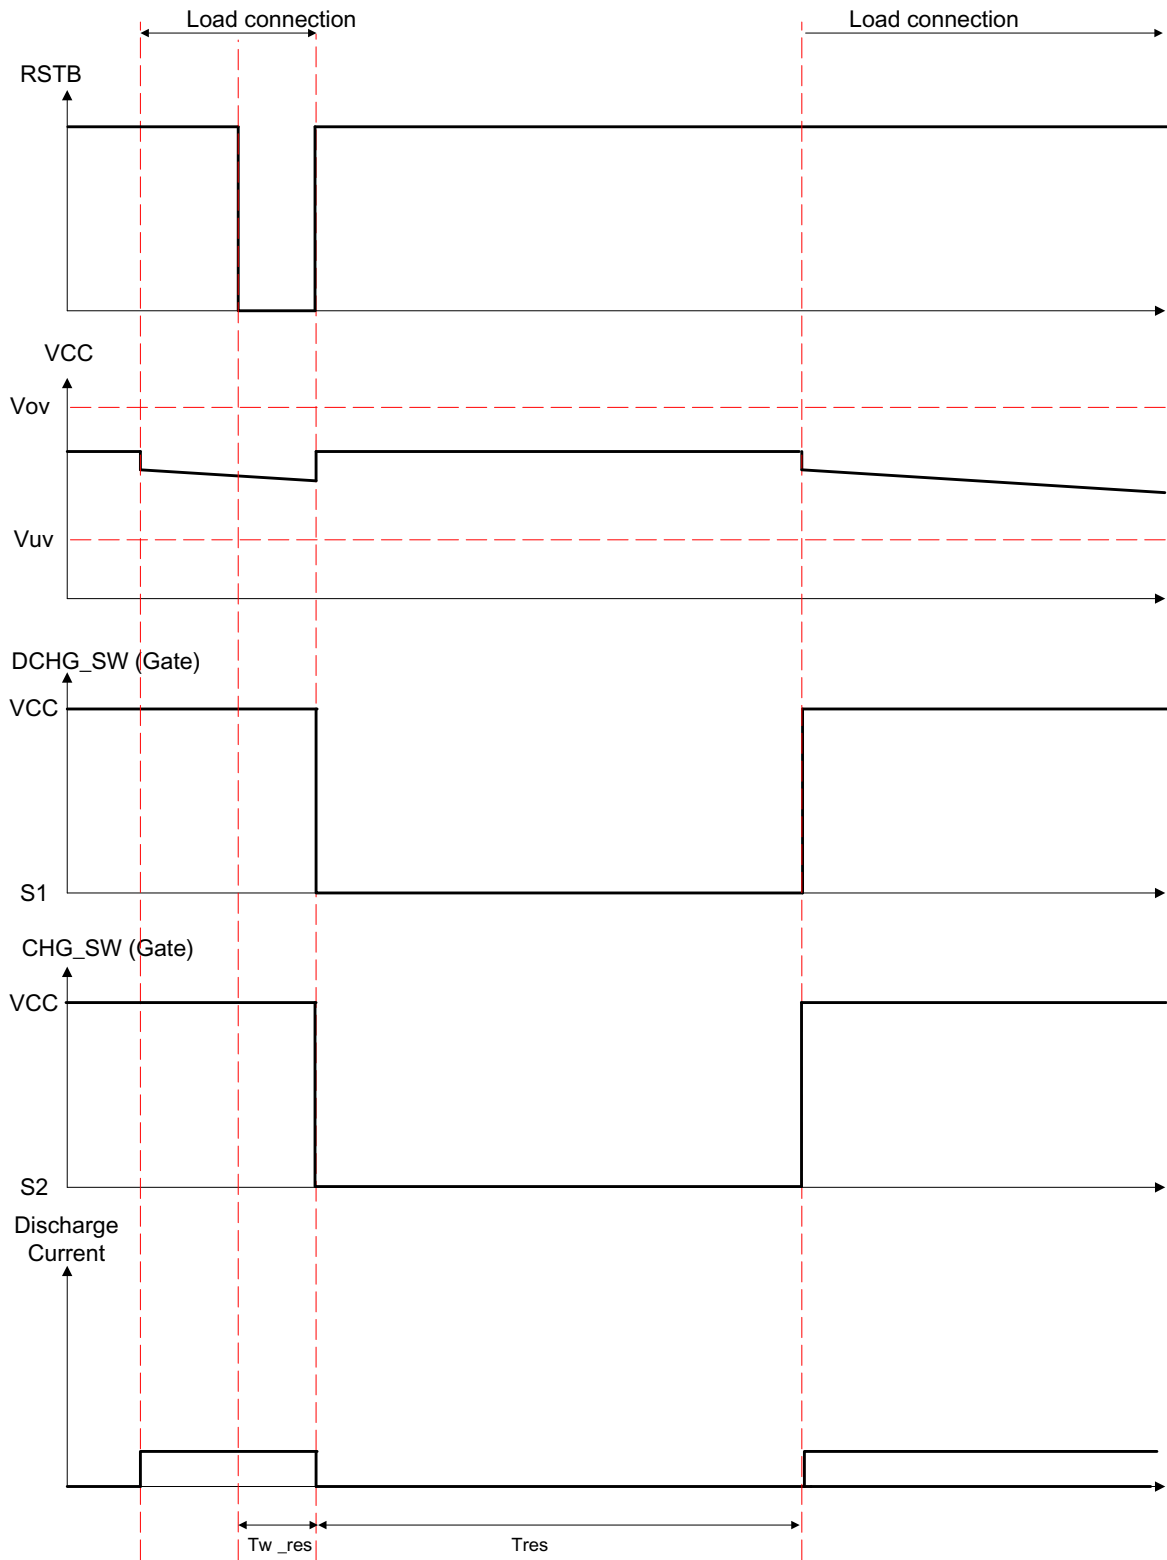 Load connection
Load connection
RSTB
VCC
Vov
Vuv
DCHG_SW (Gate)
VCC
S1
CHG_SW (Gate)
VCC
S2
Discharge
Current
Tw _res
Tres